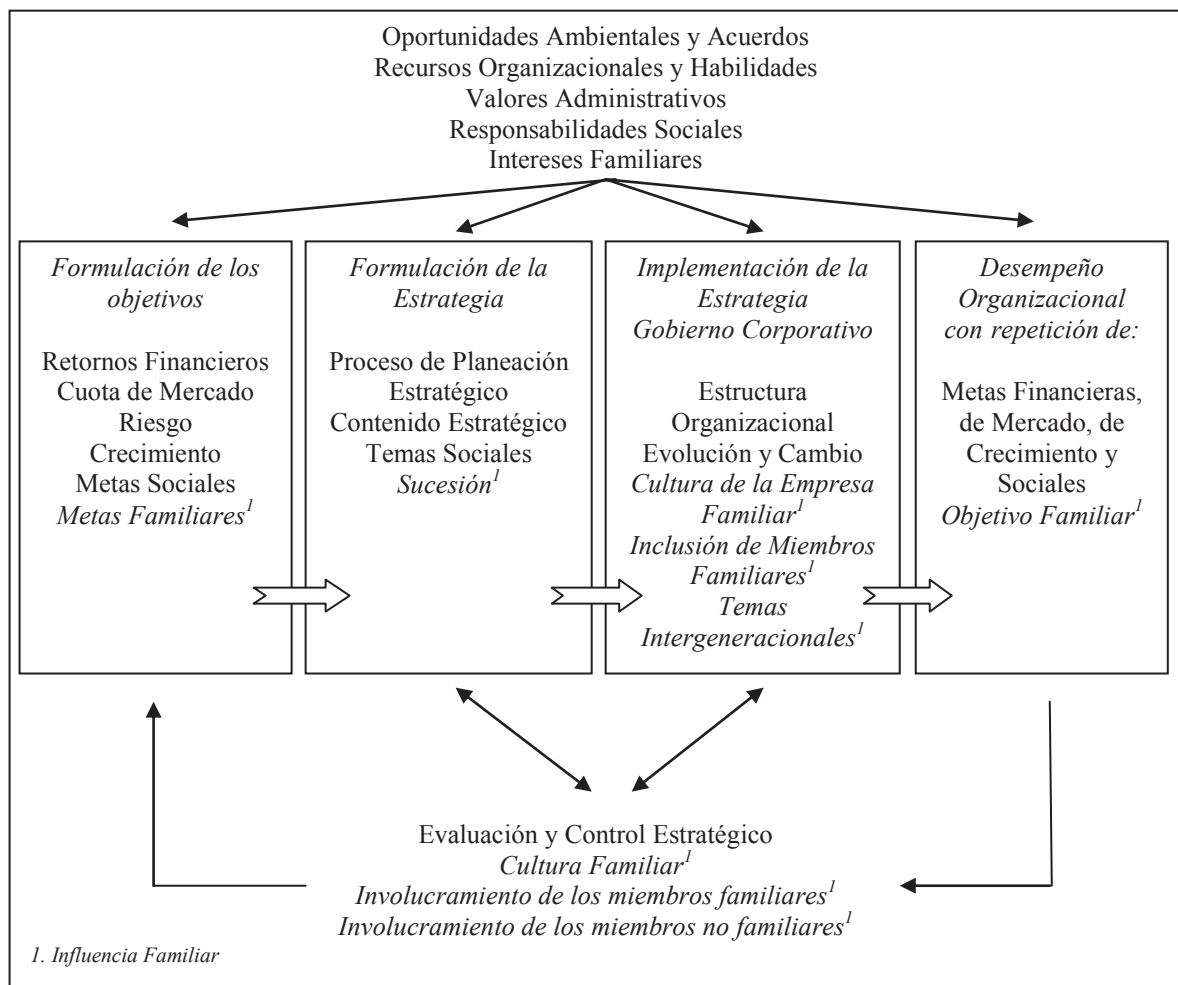 Oportunidades Ambientales y Acuerdos
Recursos Organizacionales y Habilidades
Valores Administrativos
Responsabilidades Sociales
Intereses Familiares
Formulación de los
objetivos
Retornos Financieros
Cuota de Mercado
Riesgo
Crecimiento
Metas Sociales
Metas Familiares¹
Formulación de la
Estrategia
Proceso de Planeación
Estratégico
Contenido Estratégico
Temas Sociales
Sucesión¹
Implementación de la
Estrategia
Gobierno Corporativo
Estructura
Organizacional
Evolución y Cambio
Cultura de la Empresa
Familiar¹
Inclusión de Miembros
Familiares¹
Temas
Intergeneracionales¹
Desempeño
Organizacional
con repetición de:
Metas Financieras,
de Mercado, de
Crecimiento y
Sociales
Objetivo Familiar¹
Evaluación y Control Estratégico
Cultura Familiar¹
Involucramiento de los miembros familiares¹
Involucramiento de los miembros no familiares¹
1. Influencia Familiar